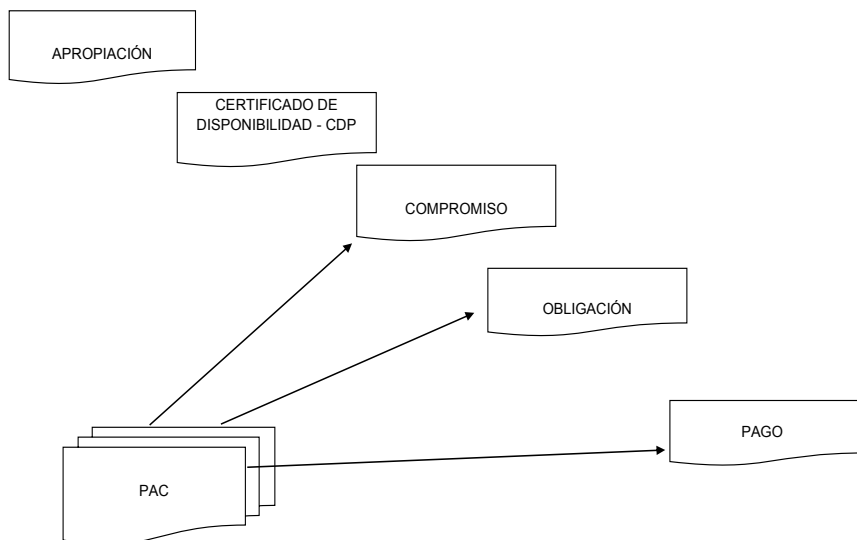 APROPIACIÓN
CERTIFICADO DE
DISPONIBILIDAD - CDP
COMPROMISO
OBLIGACIÓN
PAGO
PAC